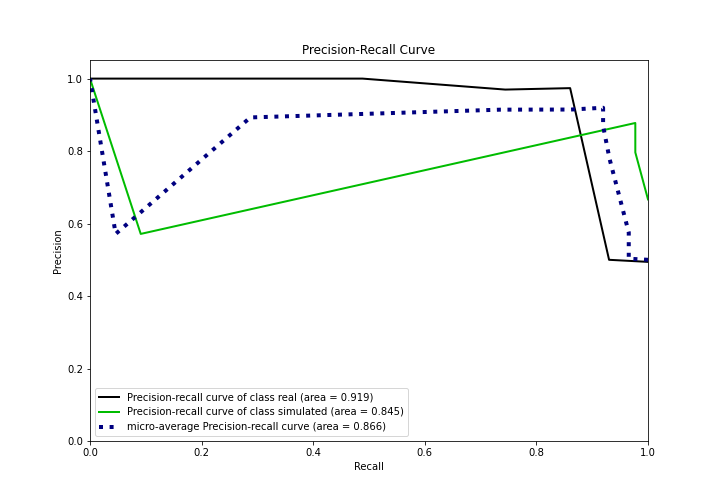 Precision-Recall Curve
1.0
0.8
0.6
0.4
0.2
0.0
Precision
Precision-recall curve of class real (area = 0.919)
Precision-recall curve of class simulated (area = 0.845)
micro-average Precision-recall curve (area = 0.866)
0.0 0.2 0.4 0.6 0.8 1.0
Recall